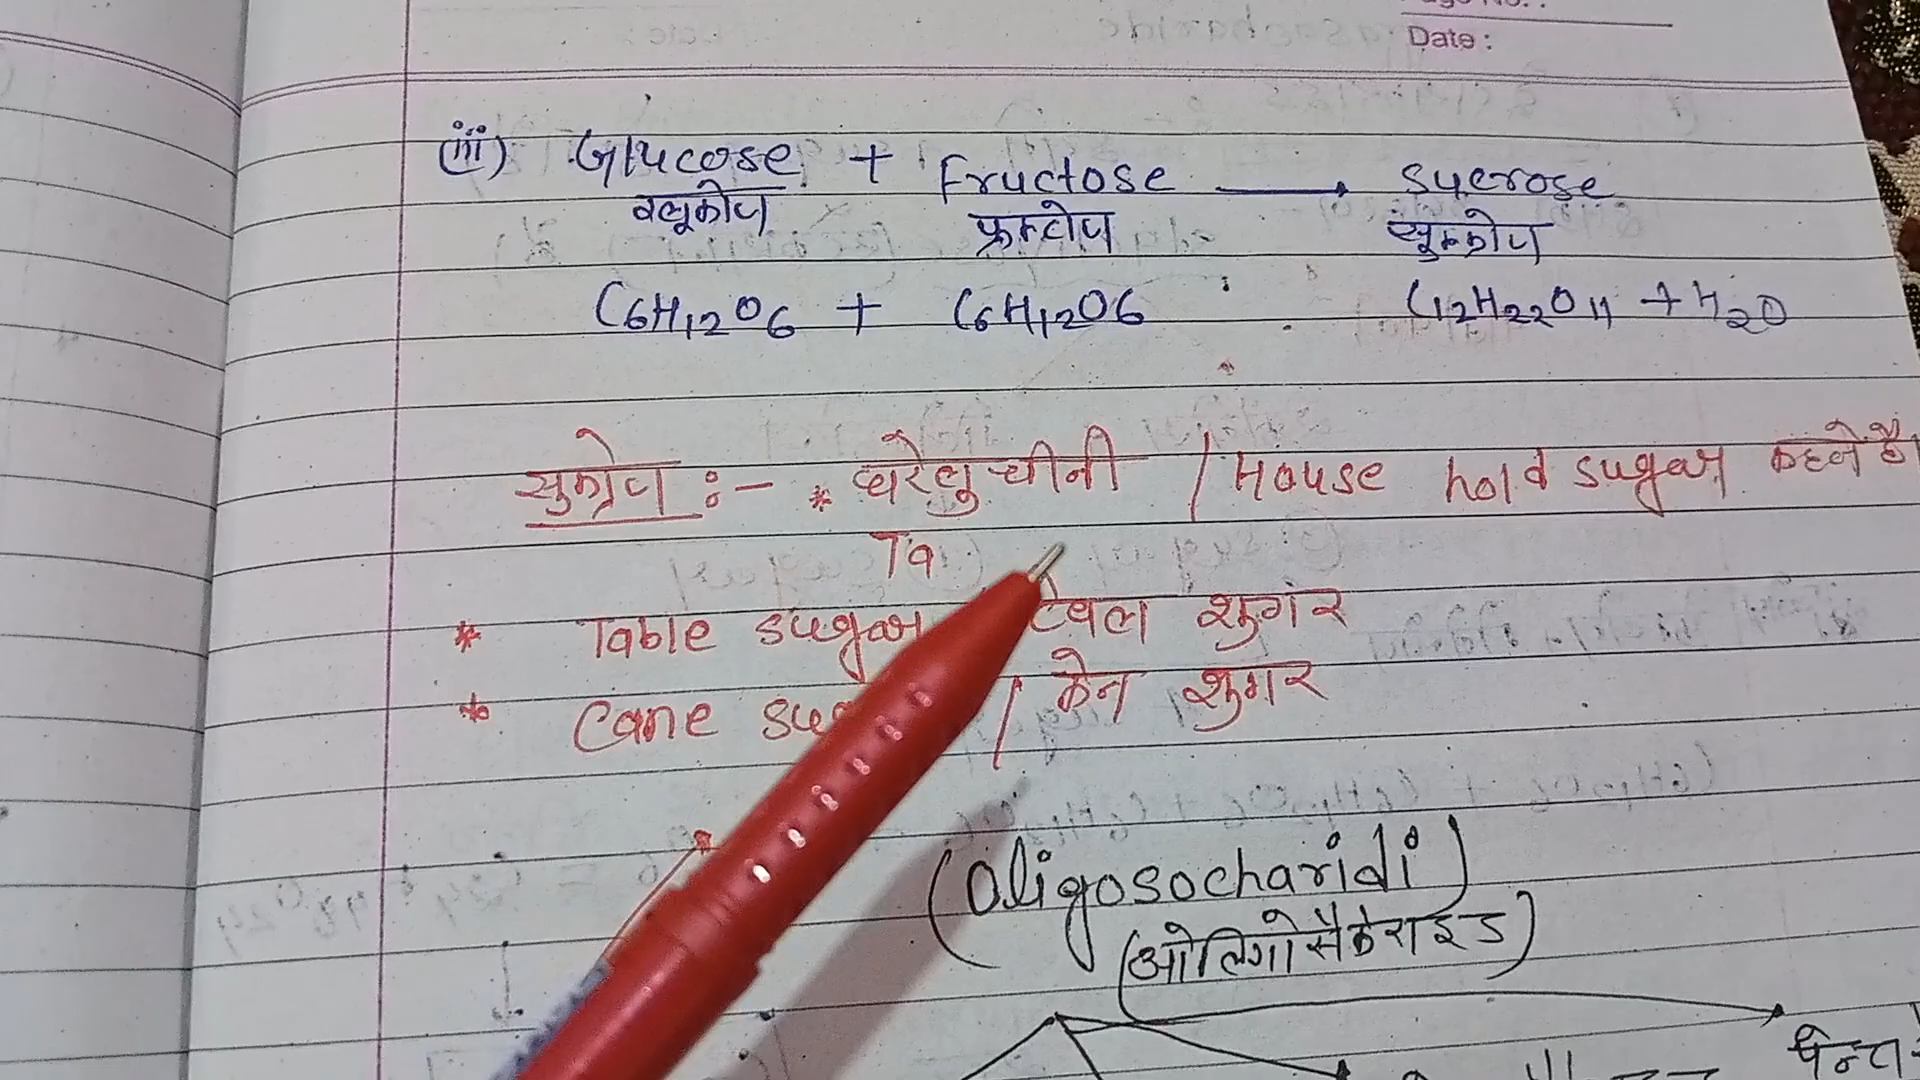 Date :
(iii) Glucose + Fructose → Sucrose
ग्लूकोज फ्रुक्टोज सुक्रोज
C6H12O6 + C6H12O6 C12H22O11 + H2O
सुक्रोज :- * घरेलु चीनी / House hold sugar कहते है
Ta
* Table sugar टेबल शुगर
* Cane / केन शुगर
(Oligosocharidi)
(ओलिगोसैकेराइड)